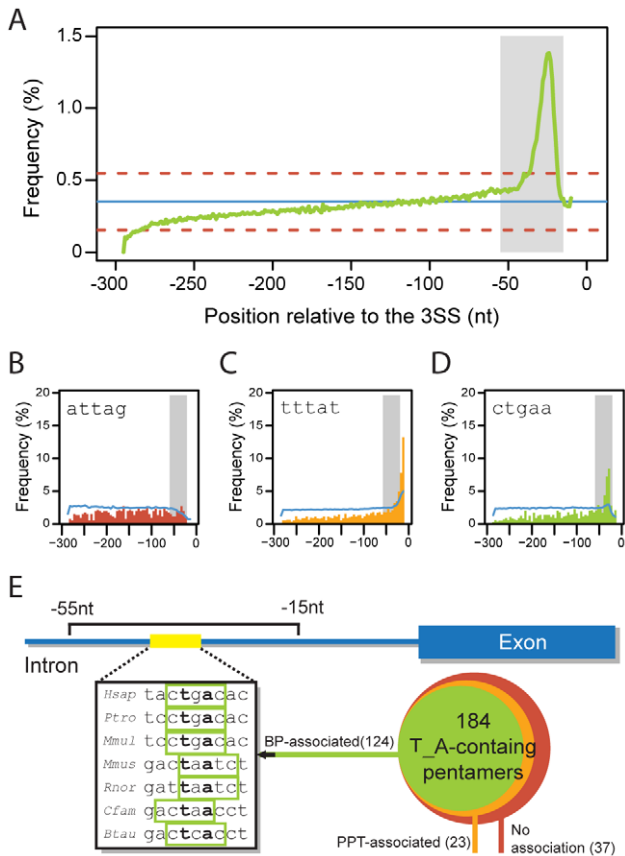 A
Frequency (%)
1.5
1.0
0.5
0
-300 -250 -200 -150 -100 -50 0
Position relative to the 3SS (nt)
B
Frequency (%)
20
15
10
5
0
attag
-300 -200 -100 0
C
Frequency (%)
20
15
10
5
0
tttat
-300 -200 -100 0
D
Frequency (%)
20
15
10
5
0
ctgaa
-300 -200 -100 0
E
-55nt -15nt
Intron
Exon
Hsap tactgacac
Ptro tcctgacac
Mmul tcctgacac
Mmus gactaatct
Rnor gattaatct
Cfam gactaacct
Btau gactcacct
BP-associated(124)
184
T_A-containg
pentamers
PPT-associated (23)
No
association (37)